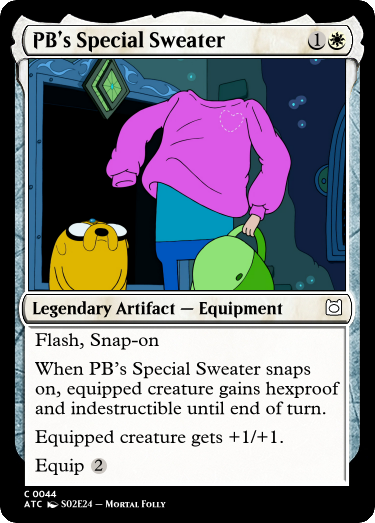 PB's Special Sweater 1
Legendary Artifact — Equipment
Flash, Snap-on
When PB's Special Sweater snaps
on, equipped creature gains hexproof
and indestructible until end of turn.
Equipped creature gets +1/+1.
Equip 2
C 0044
ATC S02E24 — Mortal Folly